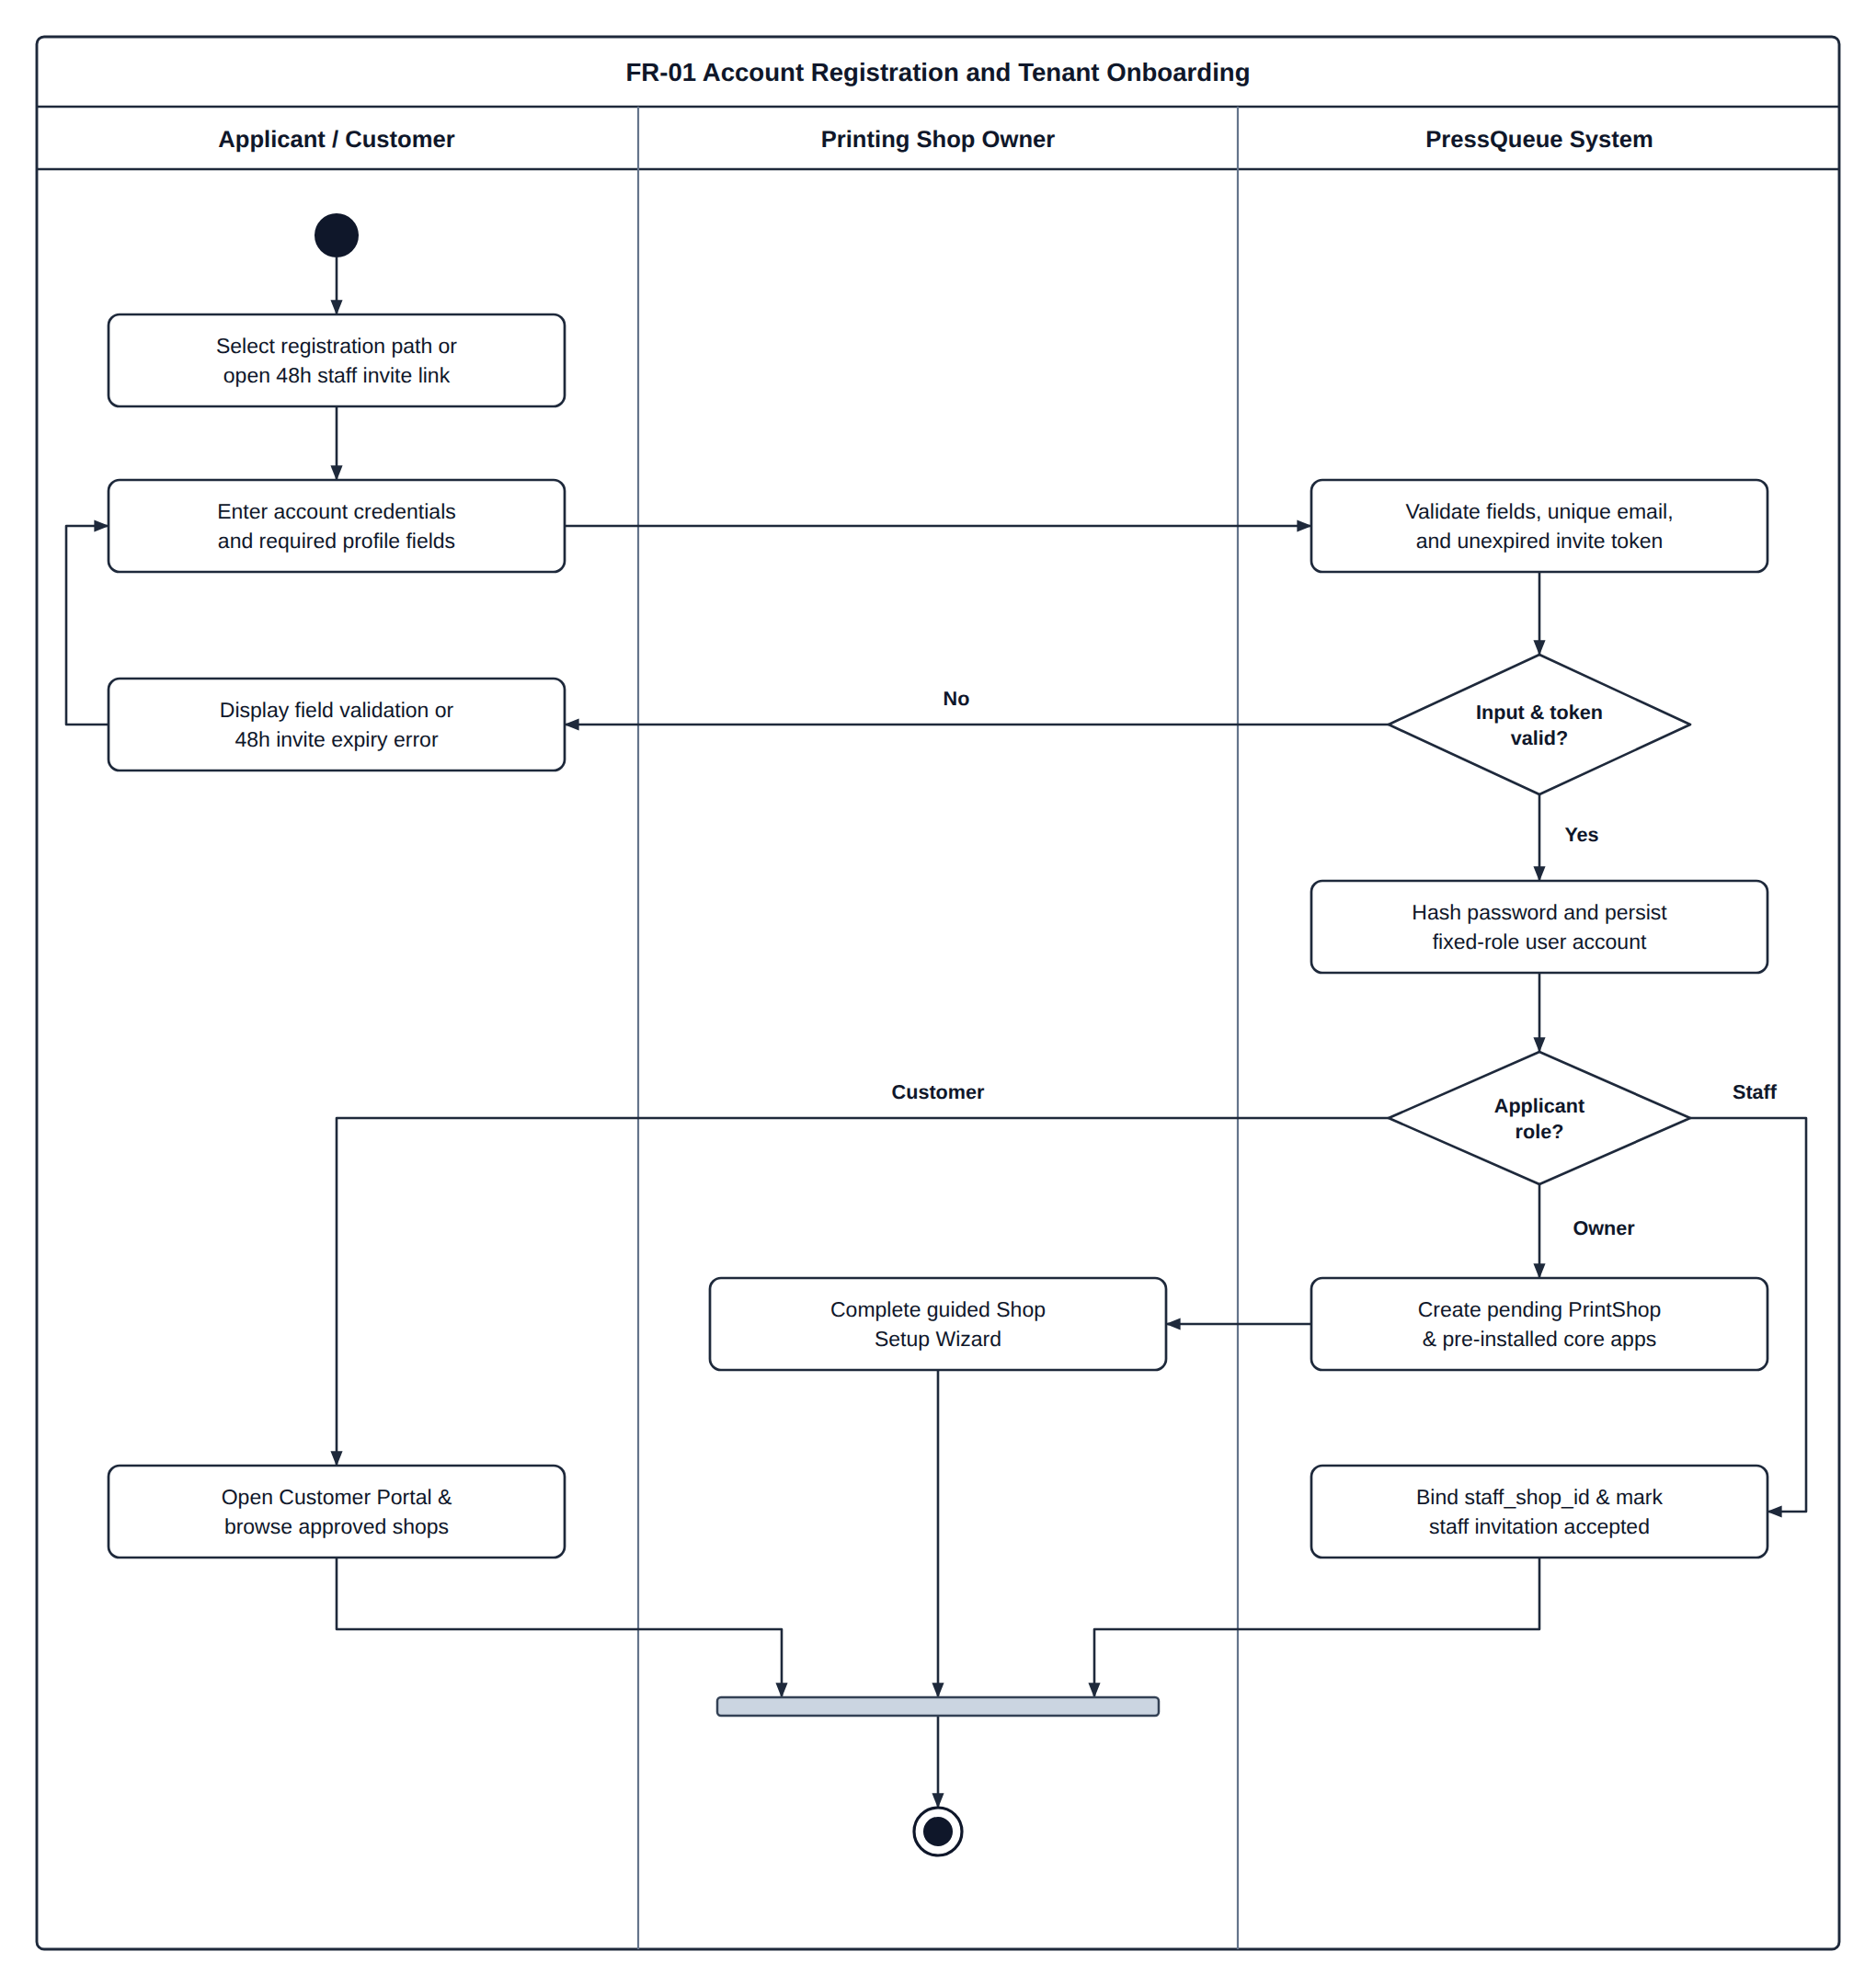 FR-01 Account Registration and Tenant Onboarding
Applicant / Customer
Printing Shop Owner
PressQueue System
Select registration path or
open 48h staff invite link
Enter account credentials
and required profile fields
Validate fields, unique email,
and unexpired invite token
Display field validation or
48h invite expiry error
No
Input & token
valid?
Yes
Hash password and persist
fixed-role user account
Customer
Applicant
role?
Staff
Owner
Complete guided Shop
Setup Wizard
Create pending PrintShop
& pre-installed core apps
Open Customer Portal &
browse approved shops
Bind staff_shop_id & mark
staff invitation accepted